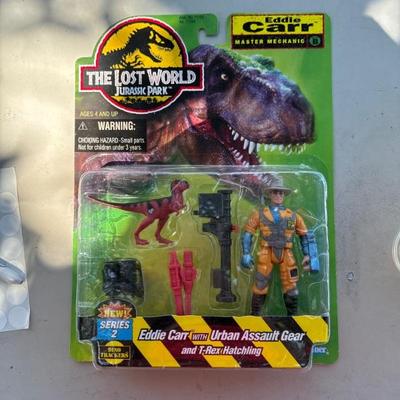 Eddie
Carr
MASTER MECHANIC
THE LOST WORLD
JURASSIC PARK
AGES 4 AND UP
WARNING:
CHOKING HAZARD-Small parts.
Not for children under 3 years.
NEW!
SERIES
2
DINO
TRACKERS
Eddie Carr WITH Urban Assault Gear
and T-Rex Hatchling